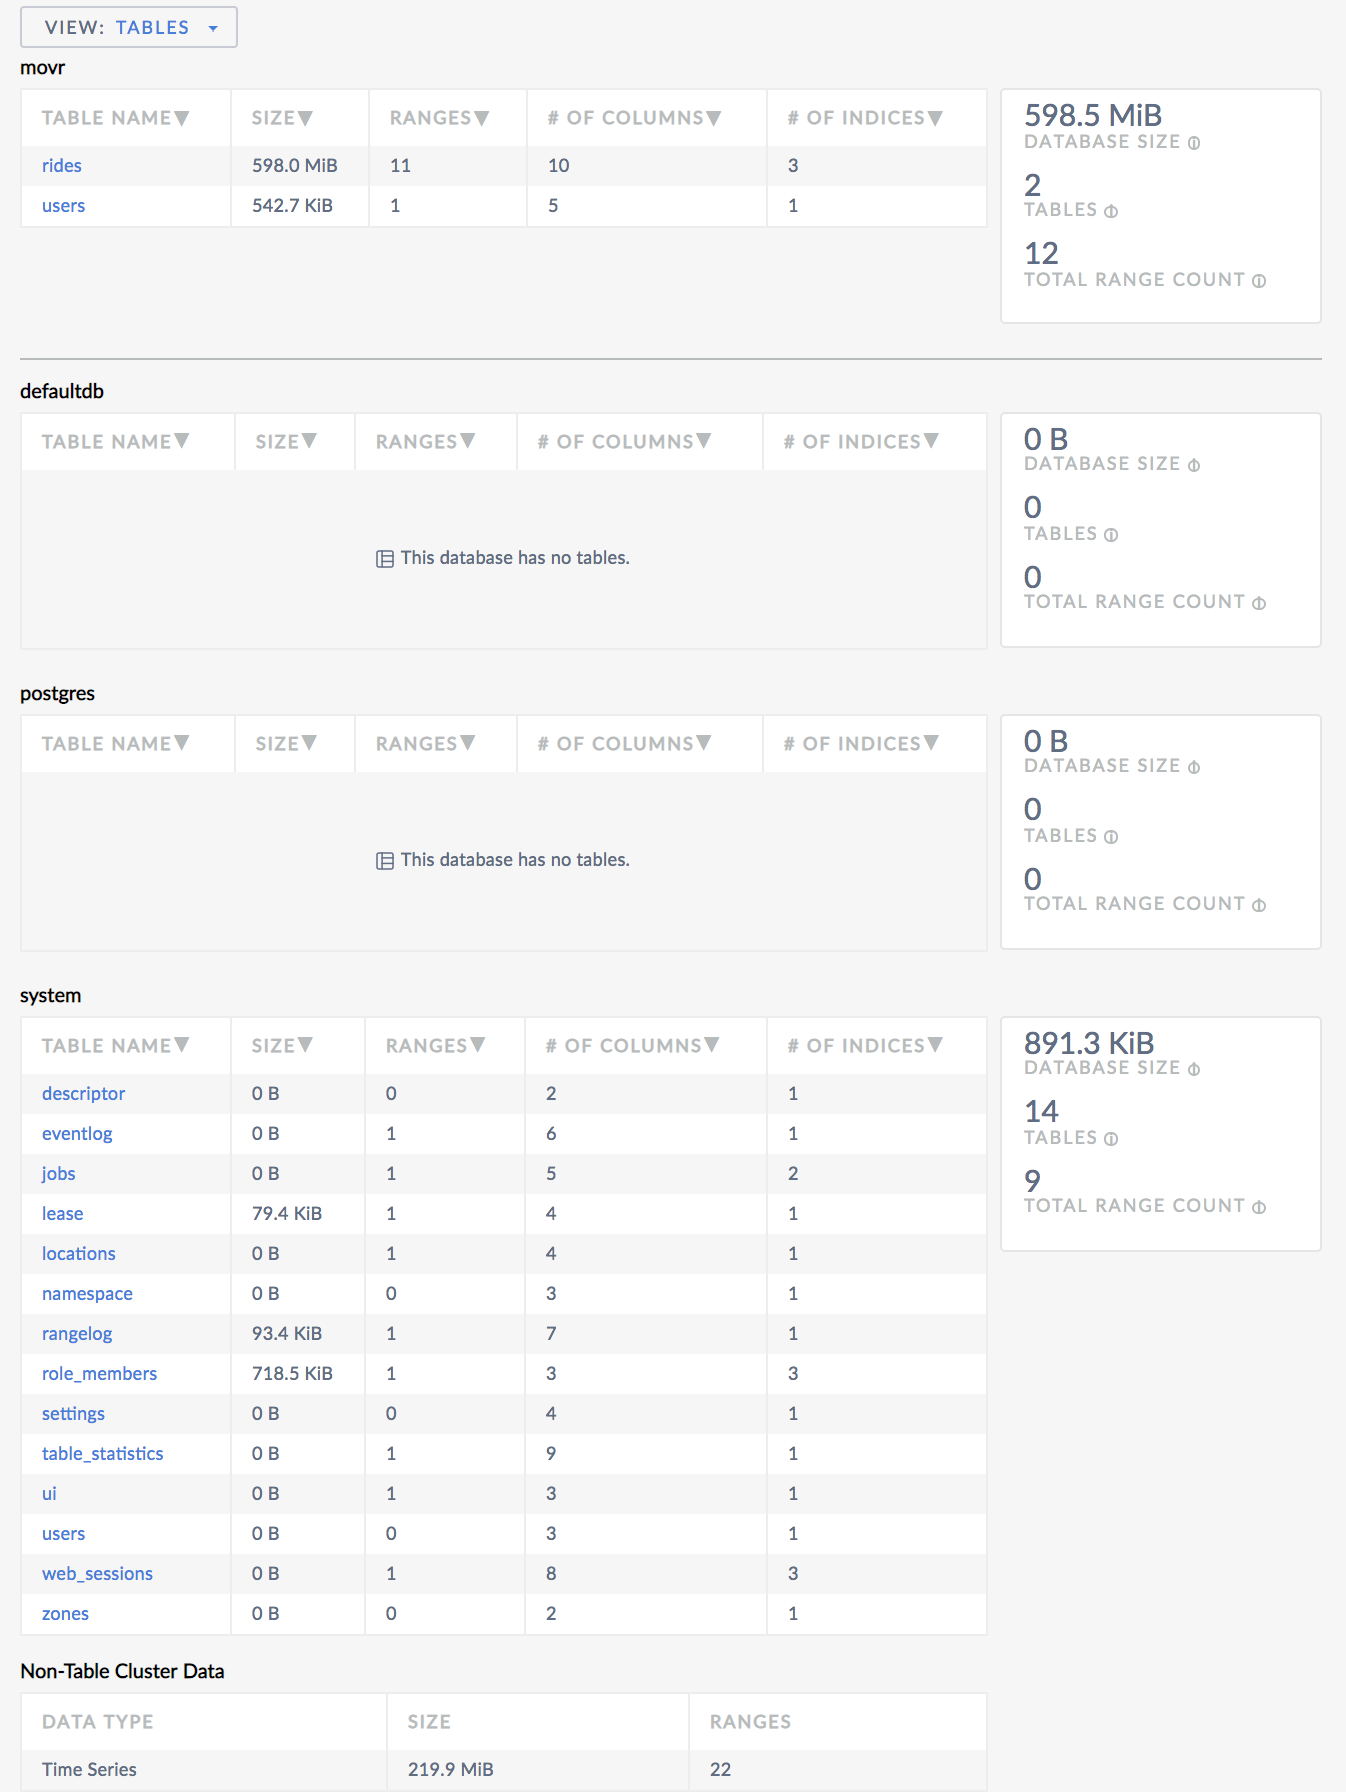 VIEW: TABLES
movr
TABLE NAME SIZE RANGES # OF COLUMNS # OF INDICES
rides 598.0 MiB 11 10 3
users 542.7 KiB 1 5 1
598.5 MiB
DATABASE SIZE
2
TABLES
12
TOTAL RANGE COUNT
defaultdb
TABLE NAME SIZE RANGES # OF COLUMNS # OF INDICES
This database has no tables.
0 B
DATABASE SIZE
0
TABLES
0
TOTAL RANGE COUNT
postgres
TABLE NAME SIZE RANGES # OF COLUMNS # OF INDICES
This database has no tables.
0 B
DATABASE SIZE
0
TABLES
0
TOTAL RANGE COUNT
system
TABLE NAME SIZE RANGES # OF COLUMNS # OF INDICES
descriptor 0 B 0 2 1
eventlog 0 B 1 6 1
jobs 0 B 1 5 2
lease 79.4 KiB 1 4 1
locations 0 B 1 4 1
namespace 0 B 0 3 1
rangelog 93.4 KiB 1 7 1
role_members 718.5 KiB 1 3 3
settings 0 B 0 4 1
table_statistics 0 B 1 9 1
ui 0 B 1 3 1
users 0 B 0 3 1
web_sessions 0 B 1 8 3
zones 0 B 0 2 1
891.3 KiB
DATABASE SIZE
14
TABLES
9
TOTAL RANGE COUNT
Non-Table Cluster Data
DATA TYPE SIZE RANGES
Time Series 219.9 MiB 22